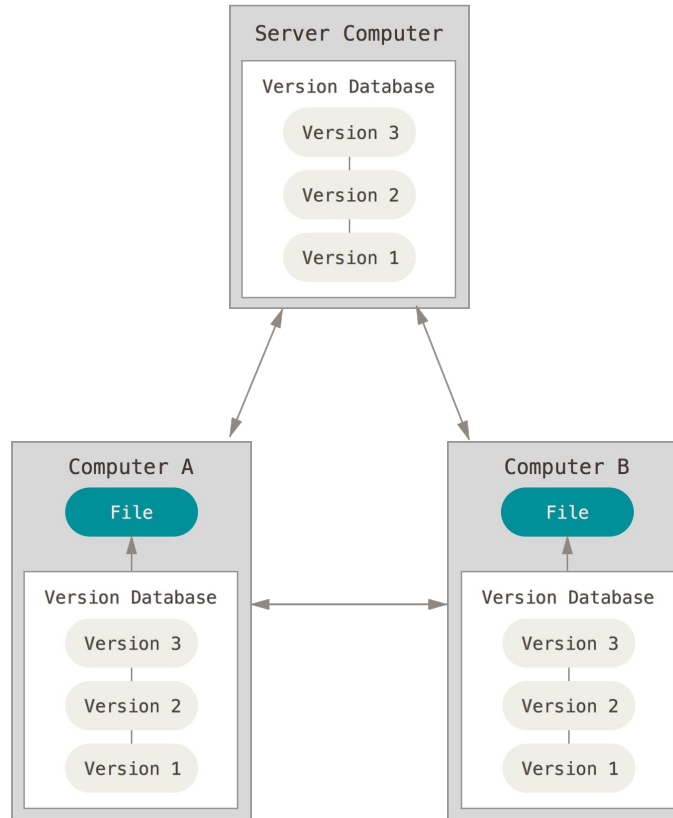 Server Computer
Version Database
Version 3
Version 2
Version 1
Computer A
File
Version Database
Version 3
Version 2
Version 1
Computer B
File
Version Database
Version 3
Version 2
Version 1